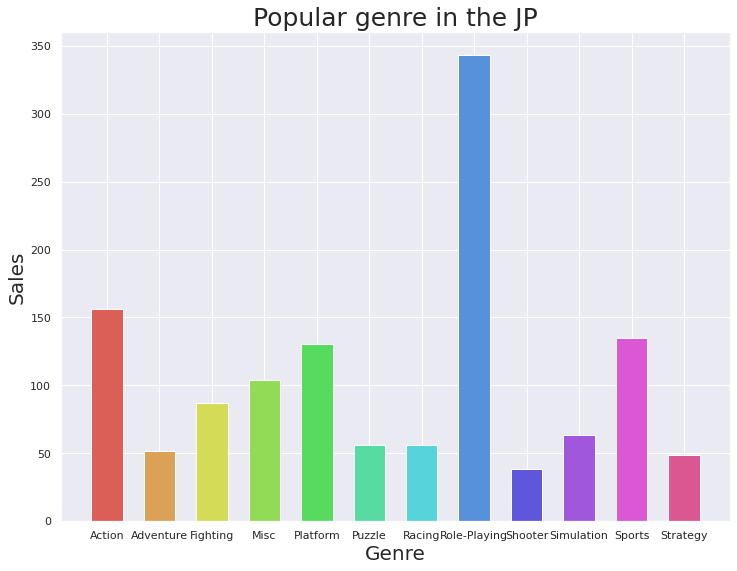 Popular genre in the JP
350
300
250
200
150
100
50
0
Sales
Action Adventure Fighting Misc Platform Puzzle Racing Role-Playing Shooter Simulation Sports Strategy
Genre